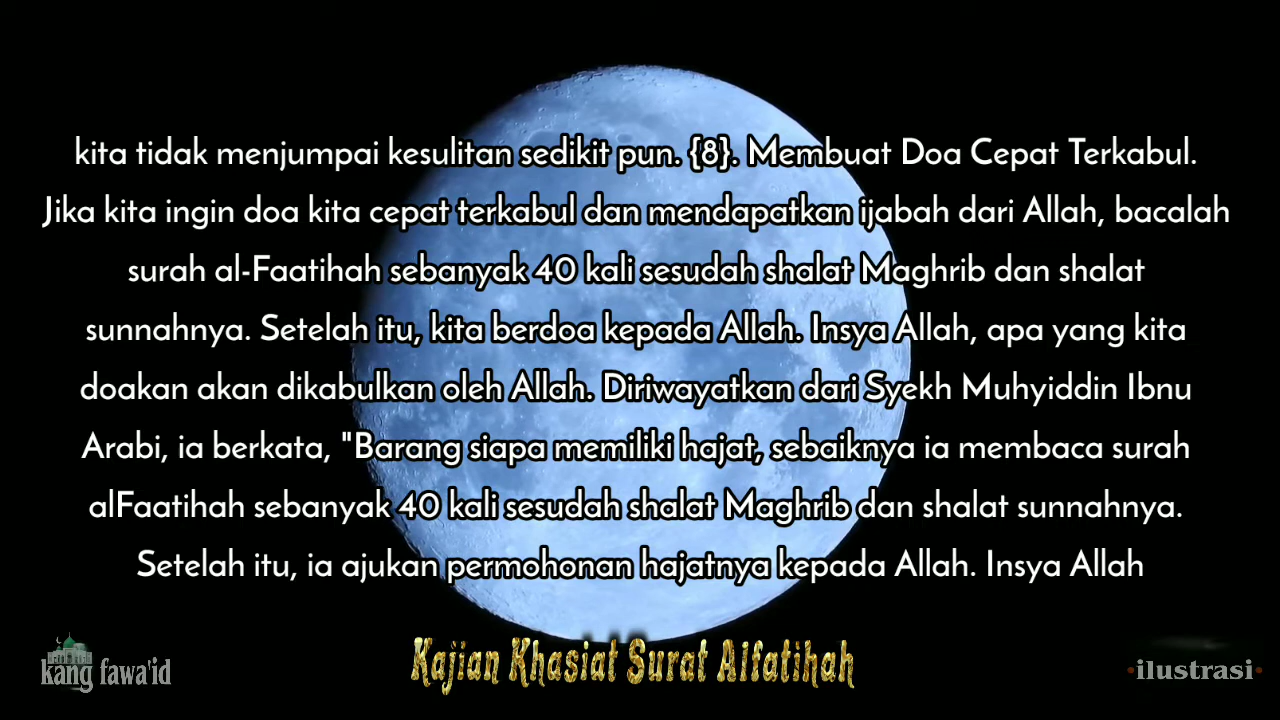 kita tidak menjumpai kesulitan sedikit pun. {8}. Membuat Doa Cepat Terkabul.
Jika kita ingin doa kita cepat terkabul dan mendapatkan ijabah dari Allah, bacalah
surah al-Faatihah sebanyak 40 kali sesudah shalat Maghrib dan shalat
sunnahnya. Setelah itu, kita berdoa kepada Allah. Insya Allah, apa yang kita
doakan akan dikabulkan oleh Allah. Diriwayatkan dari Syekh Muhyiddin Ibnu
Arabi, ia berkata, "Barang siapa memiliki hajat, sebaiknya ia membaca surah
alFaatihah sebanyak 40 kali sesudah shalat Maghrib dan shalat sunnahnya.
Setelah itu, ia ajukan permohonan hajatnya kepada Allah. Insya Allah
kang fawa'id
Kajian Khasiat Surat Alfatihah
•ilustrasi•